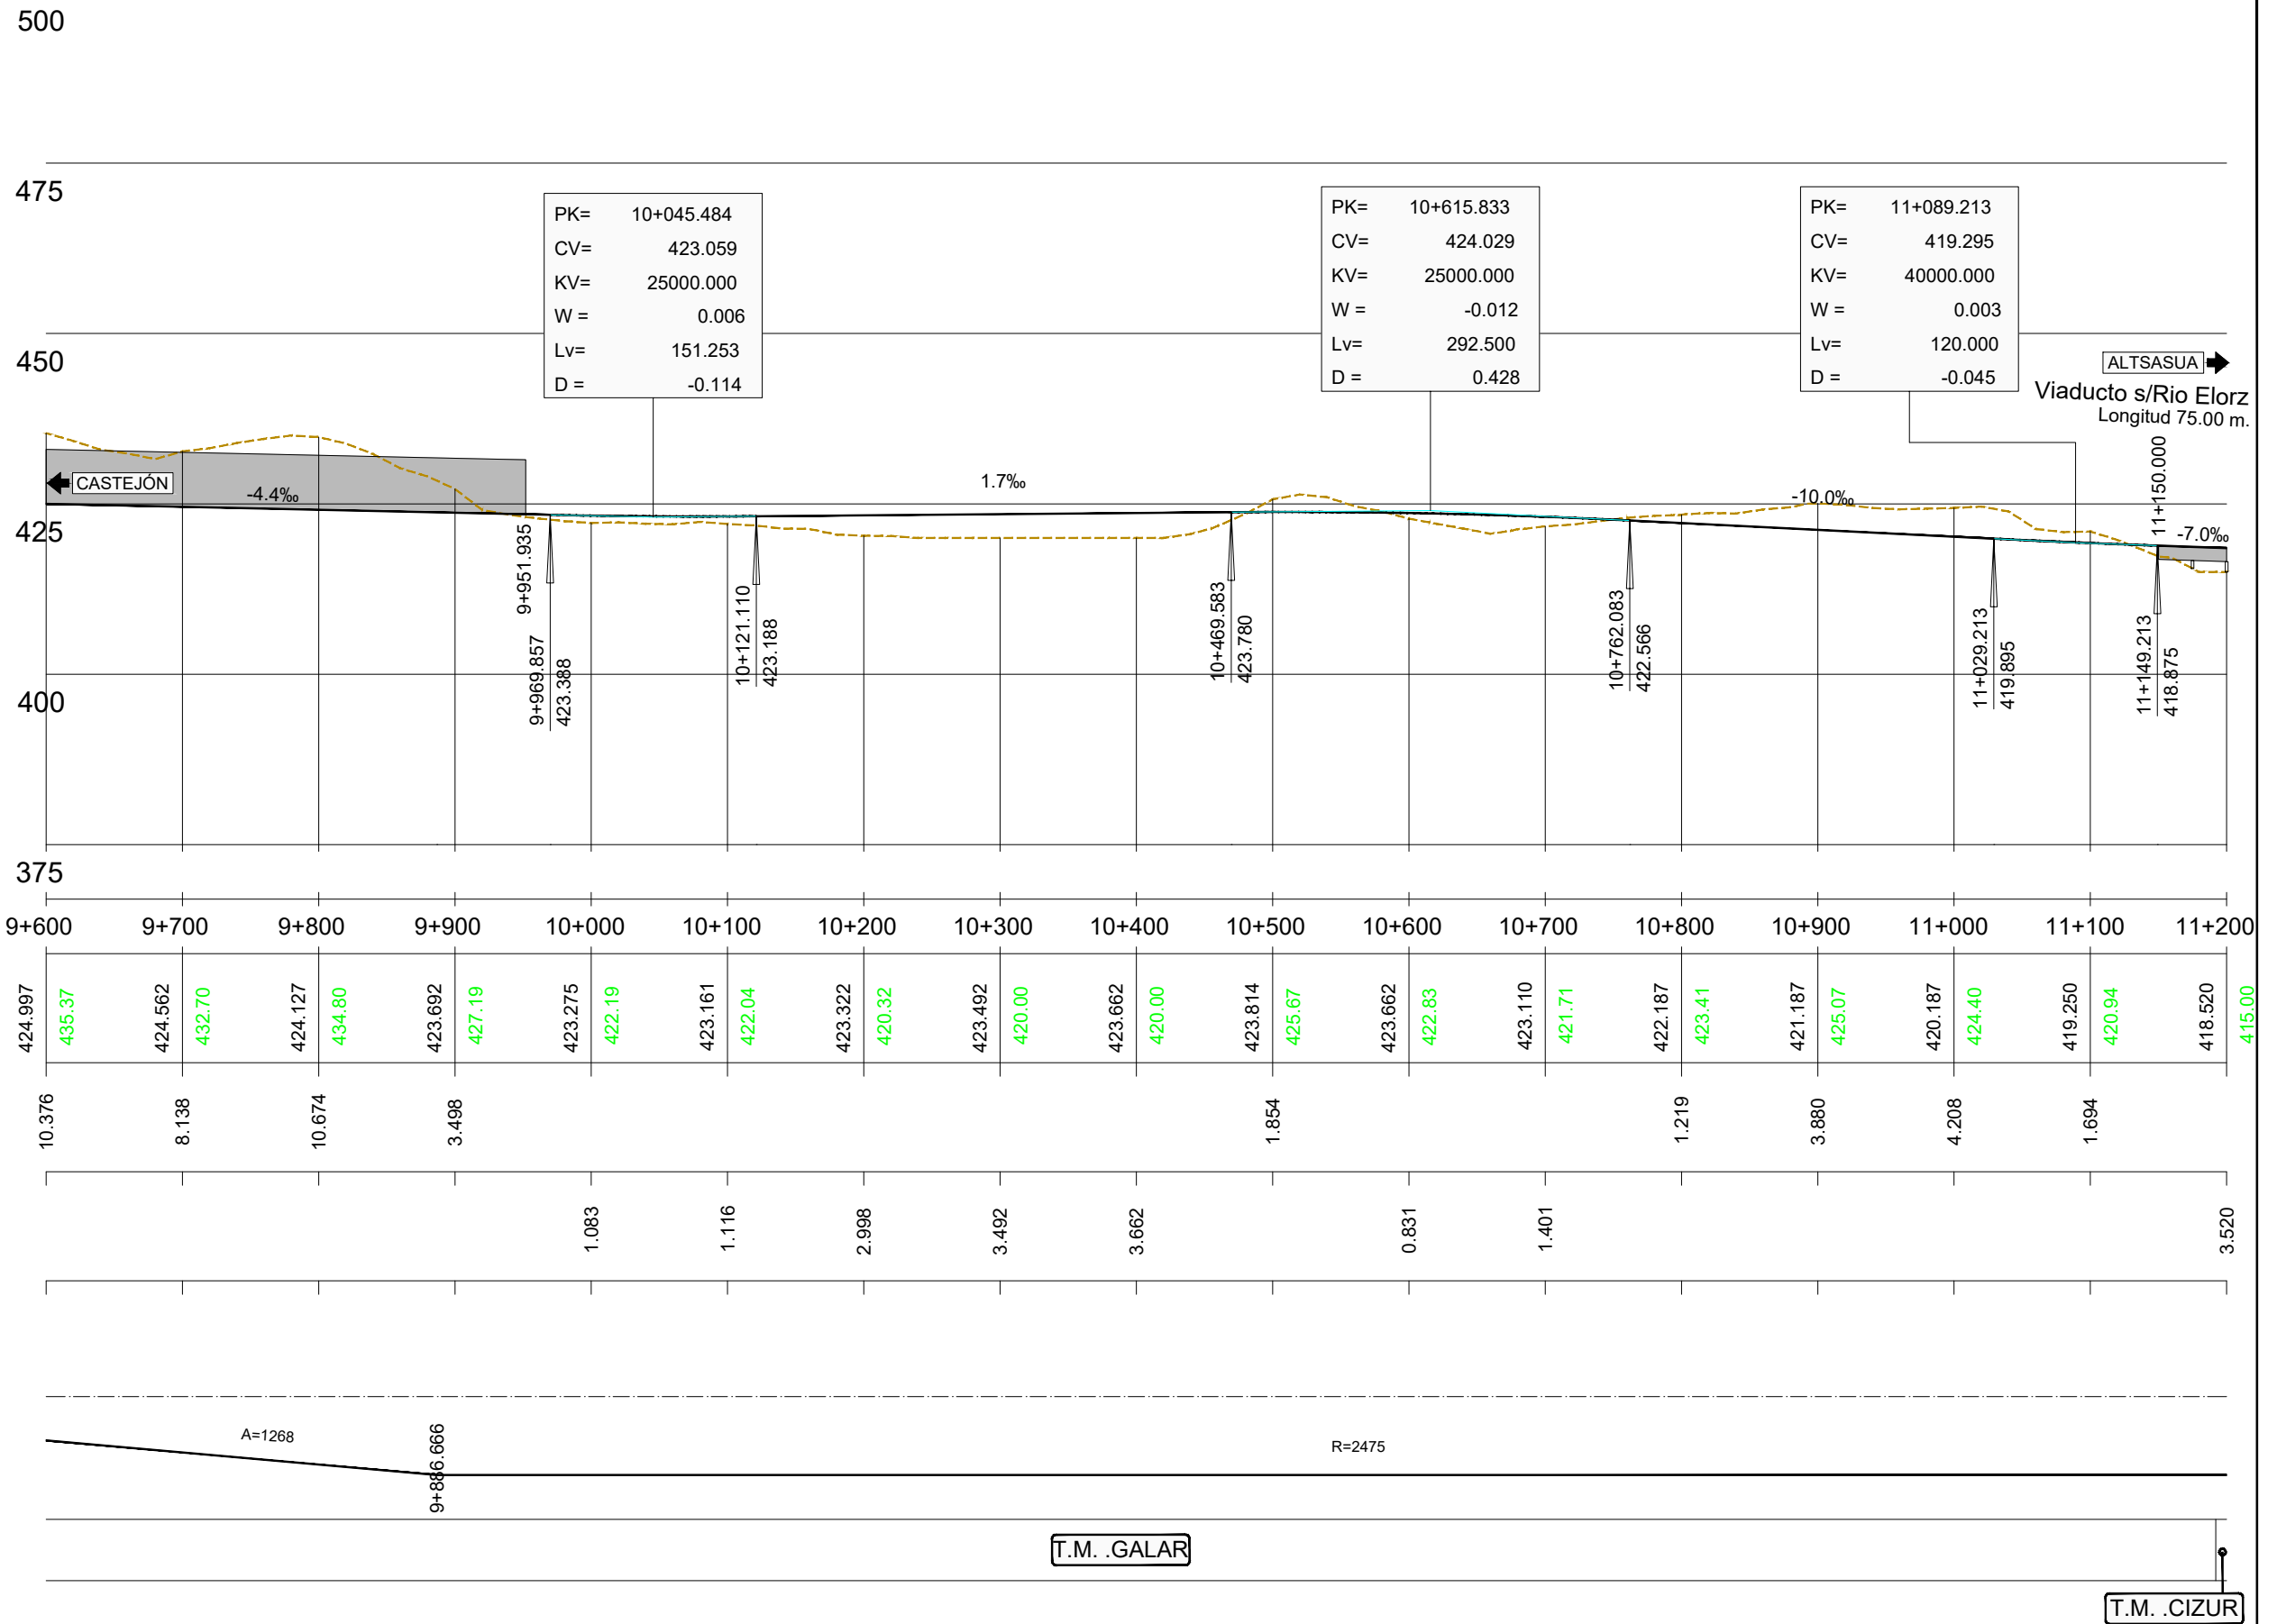 500
475
450
425
400
375
PK= 10+045.484
CV= 423.059
KV= 25000.000
W = 0.006
Lv= 151.253
D = -0.114
PK= 10+615.833
CV= 424.029
KV= 25000.000
W = -0.012
Lv= 292.500
D = 0.428
PK= 11+089.213
CV= 419.295
KV= 40000.000
W = 0.003
Lv= 120.000
D = -0.045
ALTSASUA
Viaducto s/Rio Elorz
Longitud 75.00 m.
11+150.000
CASTEJÓN
-4.4‰
1.7‰
-10.0‰
-7.0‰
9+951.935
9+969.857
423.388
10+121.110
423.188
10+469.583
423.780
10+762.083
422.566
11+029.213
419.895
11+149.213
418.875
9+600 9+700 9+800 9+900 10+000 10+100 10+200 10+300 10+400 10+500 10+600 10+700 10+800 10+900 11+000 11+100 11+200
424.997 435.37 424.562 432.70 424.127 434.80 423.692 427.19 423.275 422.19 423.161 422.04 423.322 420.32 423.492 420.00 423.662 420.00 423.814 425.67 423.662 422.83 423.110 421.71 422.187 423.41 421.187 425.07 420.187 424.40 419.250 420.94 418.520 415.00
10.376 8.138 10.674 3.498 1.854 1.219 3.880 4.208 1.694
1.083 1.116 2.998 3.492 3.662 0.831 1.401 3.520
A=1268
9+886.666
R=2475
T.M. .GALAR
T.M. .CIZUR